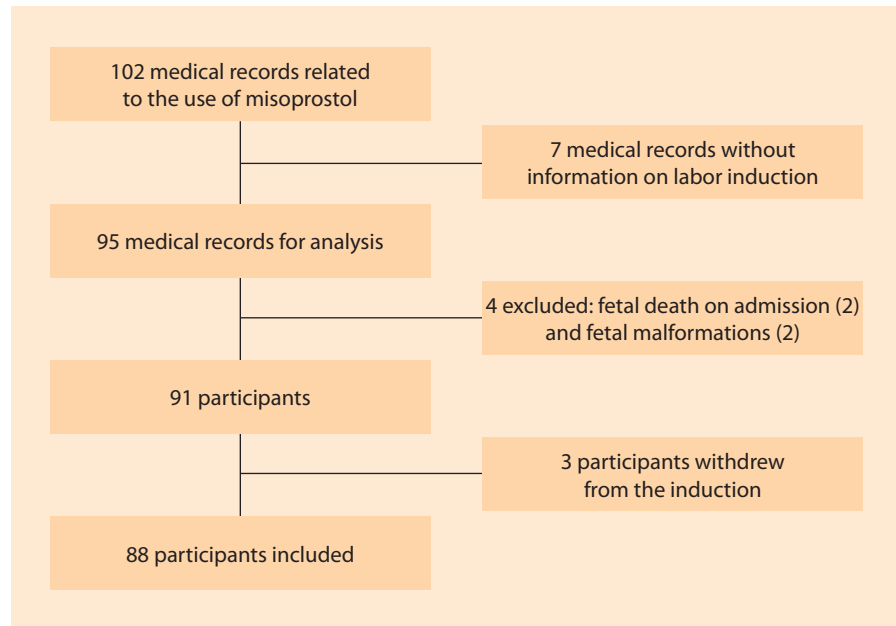 102 medical records related
to the use of misoprostol
7 medical records without
information on labor induction
95 medical records for analysis
4 excluded: fetal death on admission (2)
and fetal malformations (2)
91 participants
3 participants withdrew
from the induction
88 participants included